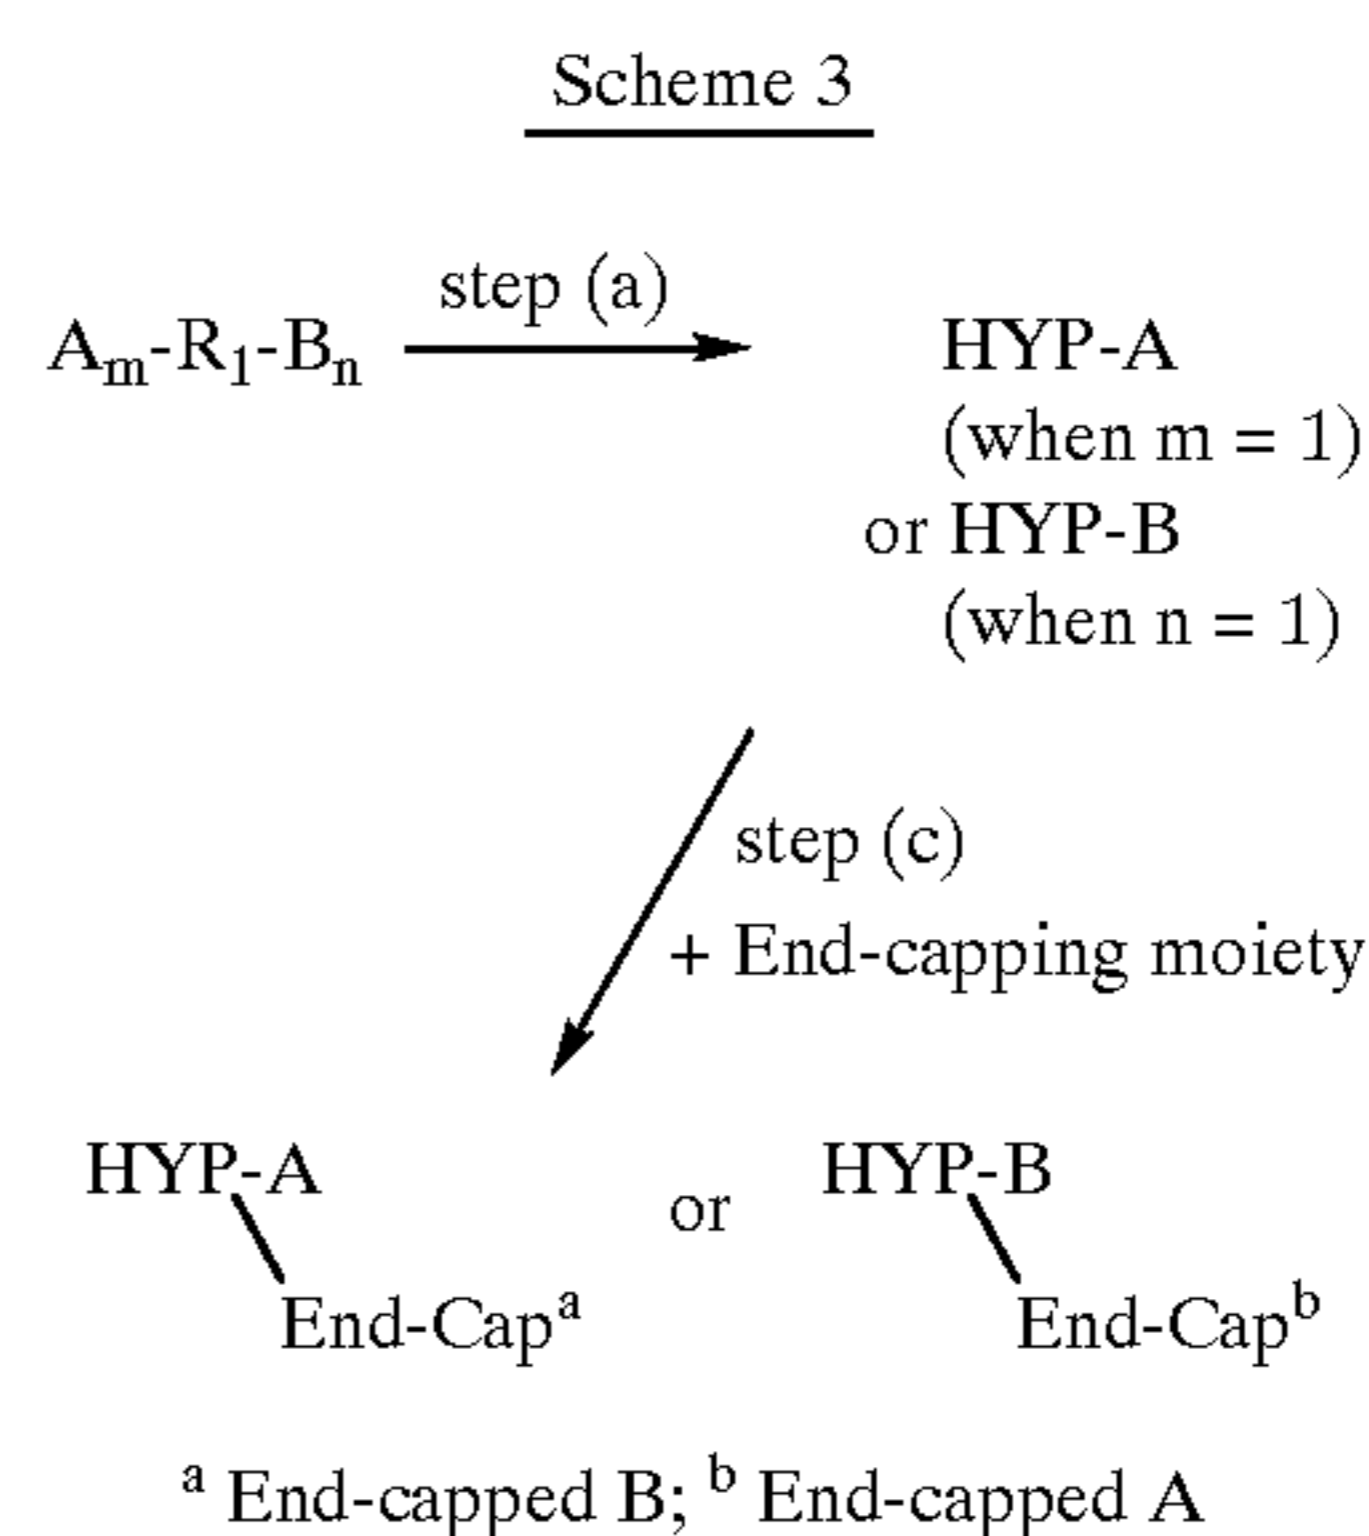 Scheme 3
step (a)
Aₘ-R₁-Bₙ
HYP-A
(when m = 1)
or HYP-B
(when n = 1)
step (c)
+ End-capping moiety
HYP-A or HYP-B
End-Capᵃ End-Capᵇ
ᵃ End-capped B; ᵇ End-capped A